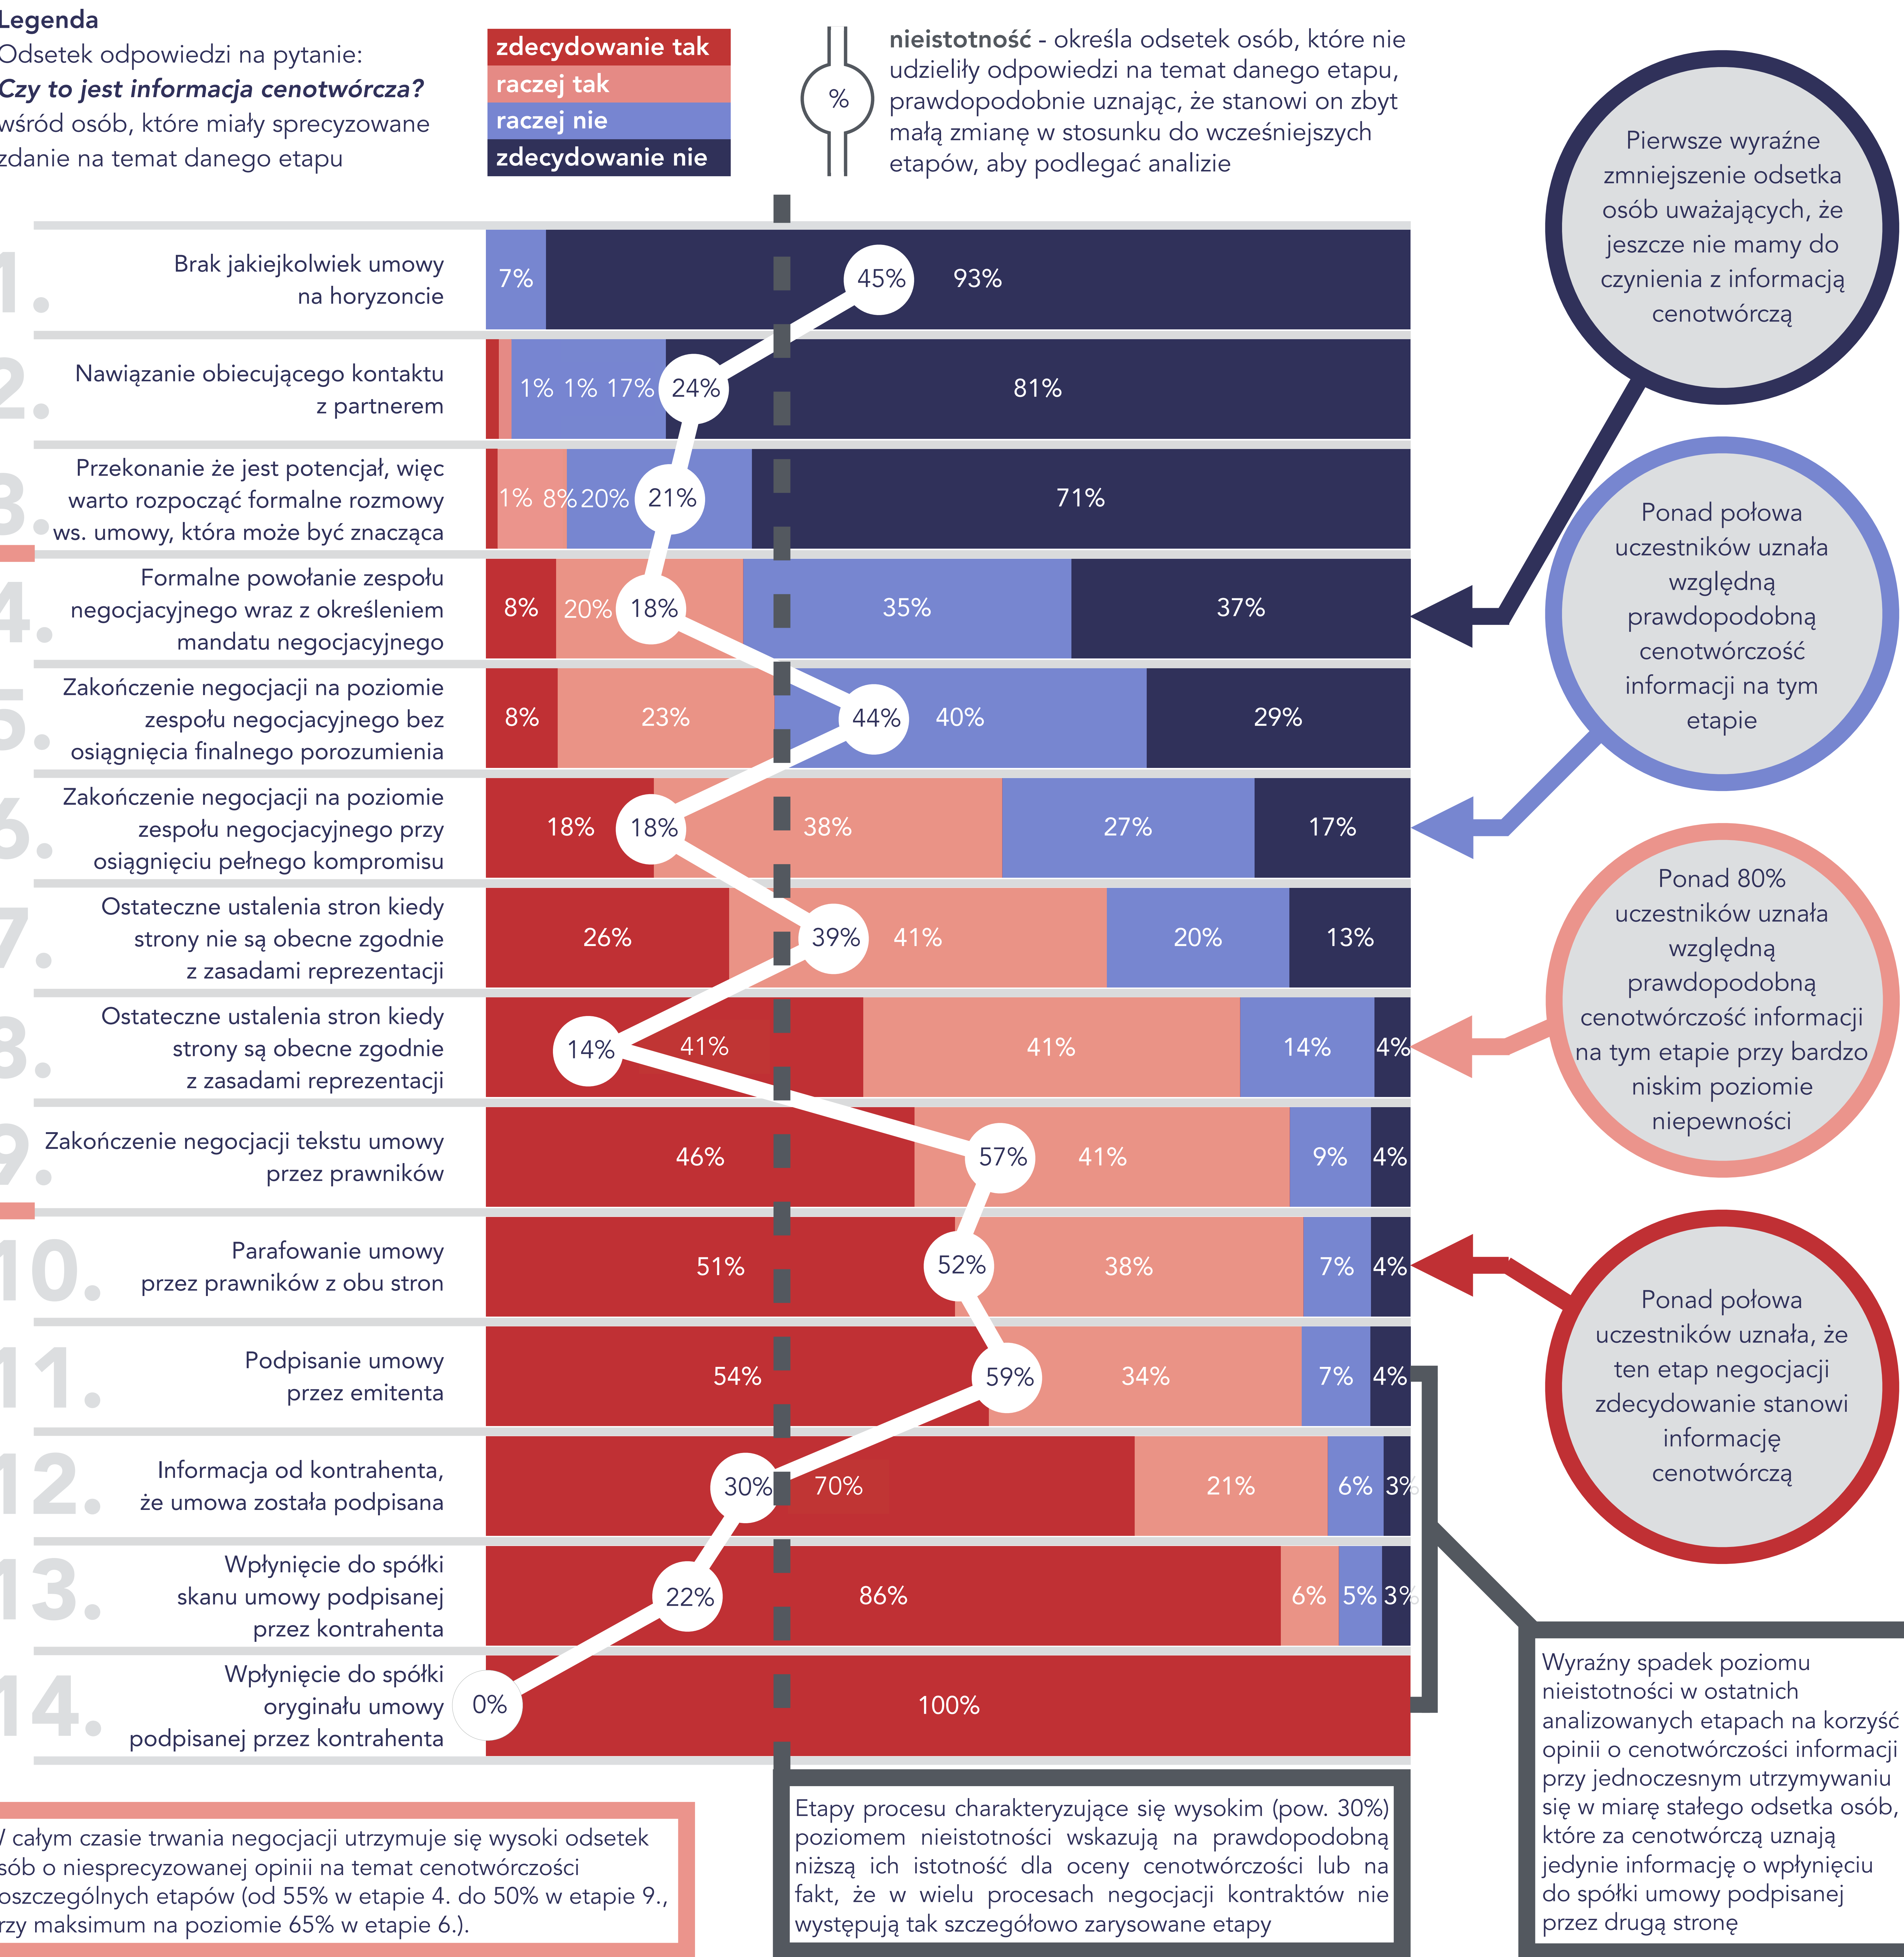 Legenda
Odsetek odpowiedzi na pytanie:
Czy to jest informacja cenotwórcza?
wśród osób, które miały sprecyzowane
zdanie na temat danego etapu
zdecydowanie tak
raczej tak
raczej nie
zdecydowanie nie
%
nieistotność - określa odsetek osób, które nie
udzieliły odpowiedzi na temat danego etapu,
prawdopodobnie uznając, że stanowi on zbyt
małą zmianę w stosunku do wcześniejszych
etapów, aby podlegać analizie
1.
Brak jakiejkolwiek umowy
na horyzoncie
7% 45% 93%
2.
Nawiązanie obiecującego kontaktu
z partnerem
1% 1% 17% 24% 81%
3.
Przekonanie że jest potencjał, więc
warto rozpocząć formalne rozmowy
ws. umowy, która może być znacząca
1% 8% 20% 21% 71%
4.
Formalne powołanie zespołu
negocjacyjnego wraz z określeniem
mandatu negocjacyjnego
8% 20% 18% 35% 37%
5.
Zakończenie negocjacji na poziomie
zespołu negocjacyjnego bez
osiągnięcia finalnego porozumienia
8% 23% 44% 40% 29%
6.
Zakończenie negocjacji na poziomie
zespołu negocjacyjnego przy
osiągnięciu pełnego kompromisu
18% 18% 38% 27% 17%
7.
Ostateczne ustalenia stron kiedy
strony nie są obecne zgodnie
z zasadami reprezentacji
26% 39% 41% 20% 13%
8.
Ostateczne ustalenia stron kiedy
strony są obecne zgodnie
z zasadami reprezentacji
14% 41% 41% 14% 4%
9.
Zakończenie negocjacji tekstu umowy
przez prawników
46% 57% 41% 9% 4%
10.
Parafowanie umowy
przez prawników z obu stron
51% 52% 38% 7% 4%
11.
Podpisanie umowy
przez emitenta
54% 59% 34% 7% 4%
12.
Informacja od kontrahenta,
że umowa została podpisana
30% 70% 21% 6% 3%
13.
Wpłynięcie do spółki
skanu umowy podpisanej
przez kontrahenta
22% 86% 6% 5% 3%
14.
Wpłynięcie do spółki
oryginału umowy
podpisanej przez kontrahenta
0% 100%
Pierwsze wyraźne
zmniejszenie odsetka
osób uważających, że
jeszcze nie mamy do
czynienia z informacją
cenotwórczą
Ponad połowa
uczestników uznała
względną
prawdopodobną
cenotwórczość
informacji na tym
etapie
Ponad 80%
uczestników uznała
względną
prawdopodobną
cenotwórczość informacji
na tym etapie przy bardzo
niskim poziomie
niepewności
Ponad połowa
uczestników uznała, że
ten etap negocjacji
zdecydowanie stanowi
informację
cenotwórczą
całym czasie trwania negocjacji utrzymuje się wysoki odsetek
sób o niesprecyzowanej opinii na temat cenotwórczości
oszczególnych etapów (od 55% w etapie 4. do 50% w etapie 9.,
rzy maksimum na poziomie 65% w etapie 6.).
Etapy procesu charakteryzujące się wysokim (pow. 30%)
poziomem nieistotności wskazują na prawdopodobną
niższą ich istotność dla oceny cenotwórczości lub na
fakt, że w wielu procesach negocjacji kontraktów nie
występują tak szczegółowo zarysowane etapy
Wyraźny spadek poziomu
nieistotności w ostatnich
analizowanych etapach na korzyść
opinii o cenotwórczości informacji
przy jednoczesnym utrzymywaniu
się w miarę stałego odsetka osób,
które za cenotwórczą uznają
jedynie informację o wpłynięciu
do spółki umowy podpisanej
przez drugą stronę